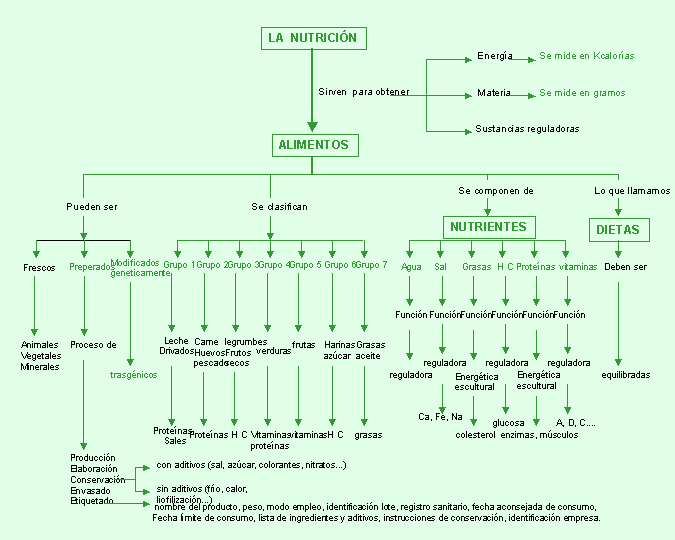 LA NUTRICIÓN
Energía
Se mide en Kcalorías
Sirven para obtener
Materia
Se mide en gramos
Sustancias reguladoras
ALIMENTOS
Pueden ser
Se clasifican
Se componen de
Lo que llamamos
NUTRIENTES
DIETAS
Frescos
Preperados
Modificados
geneticamente
Grupo 1
Grupo 2
Grupo 3
Grupo 4
Grupo 5
Grupo 6
Grupo 7
Agua
Sal
Grasas
H C
Proteínas
vitaminas
Deben ser
Función
Función
Función
Función
Función
Función
Animales
Vegetales
Minerales
Proceso de
trasgénicos
Leche
Drivados
Carne
Huevos
pescado
legrumbes
Frutos
secos
verduras
frutas
Harinas
azúcar
Grasas
aceite
reguladora
reguladora
Energética
escultural
reguladora
Energética
escultural
reguladora
equilibradas
Proteínas
Sales
Proteínas
H C
Vitaminas
proteínas
vitaminas
H C
grasas
Ca, Fe, Na
colesterol
glucosa
enzimas, músculos
A, D, C....
Producción
Elaboración
Conservación
Envasado
Etiquetado
con aditivos (sal, azúcar, colorantes, nitratos...)
sin aditivos (frío, calor,
liofilización...)
nombre del producto, peso, modo empleo, identificación lote, registro sanitario, fecha aconsejada de consumo,
Fecha límite de consumo, lista de ingredientes y aditivos, instrucciones de conservación, identificación empresa.